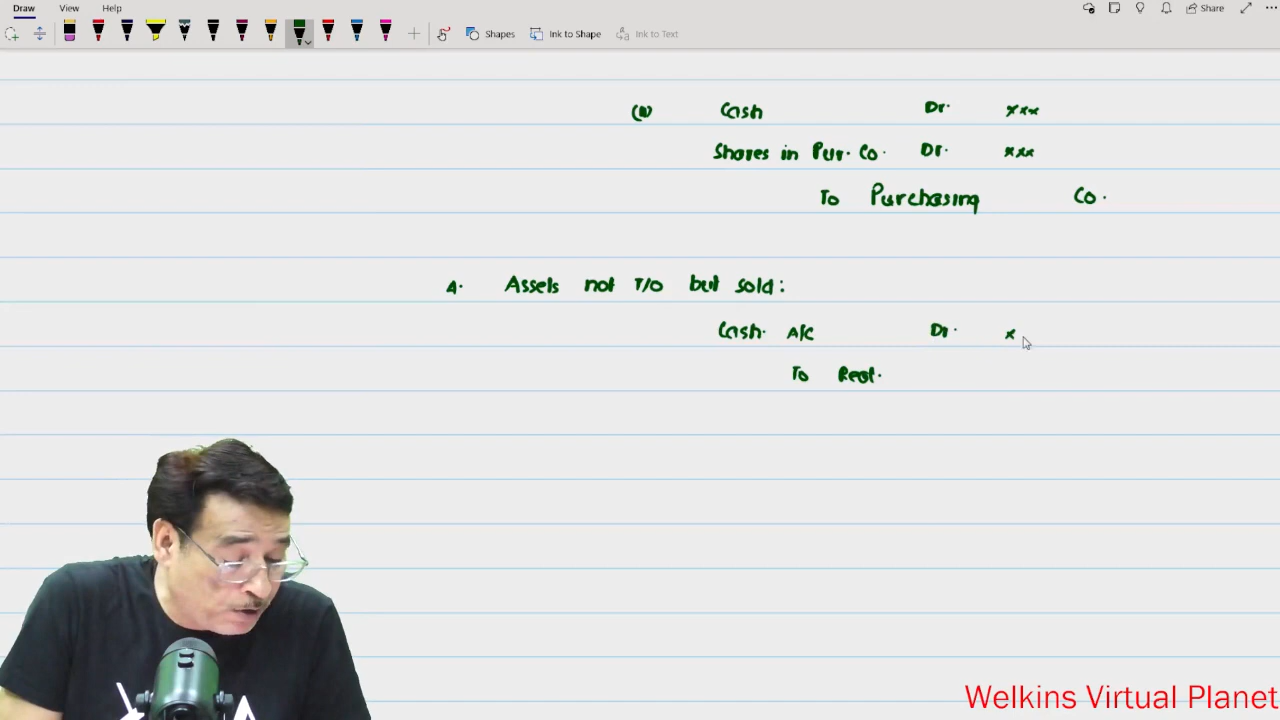 Draw View Help Share
Shapes Ink to Shape Ink to Text
Cash Dr. xxx
Shares in Pur. Co. Dr. xxx
To Purchasing Co.
4. Assets not T/O but sold:
Cash. A/C Dr. x
To Real.
Welkins Virtual Planet